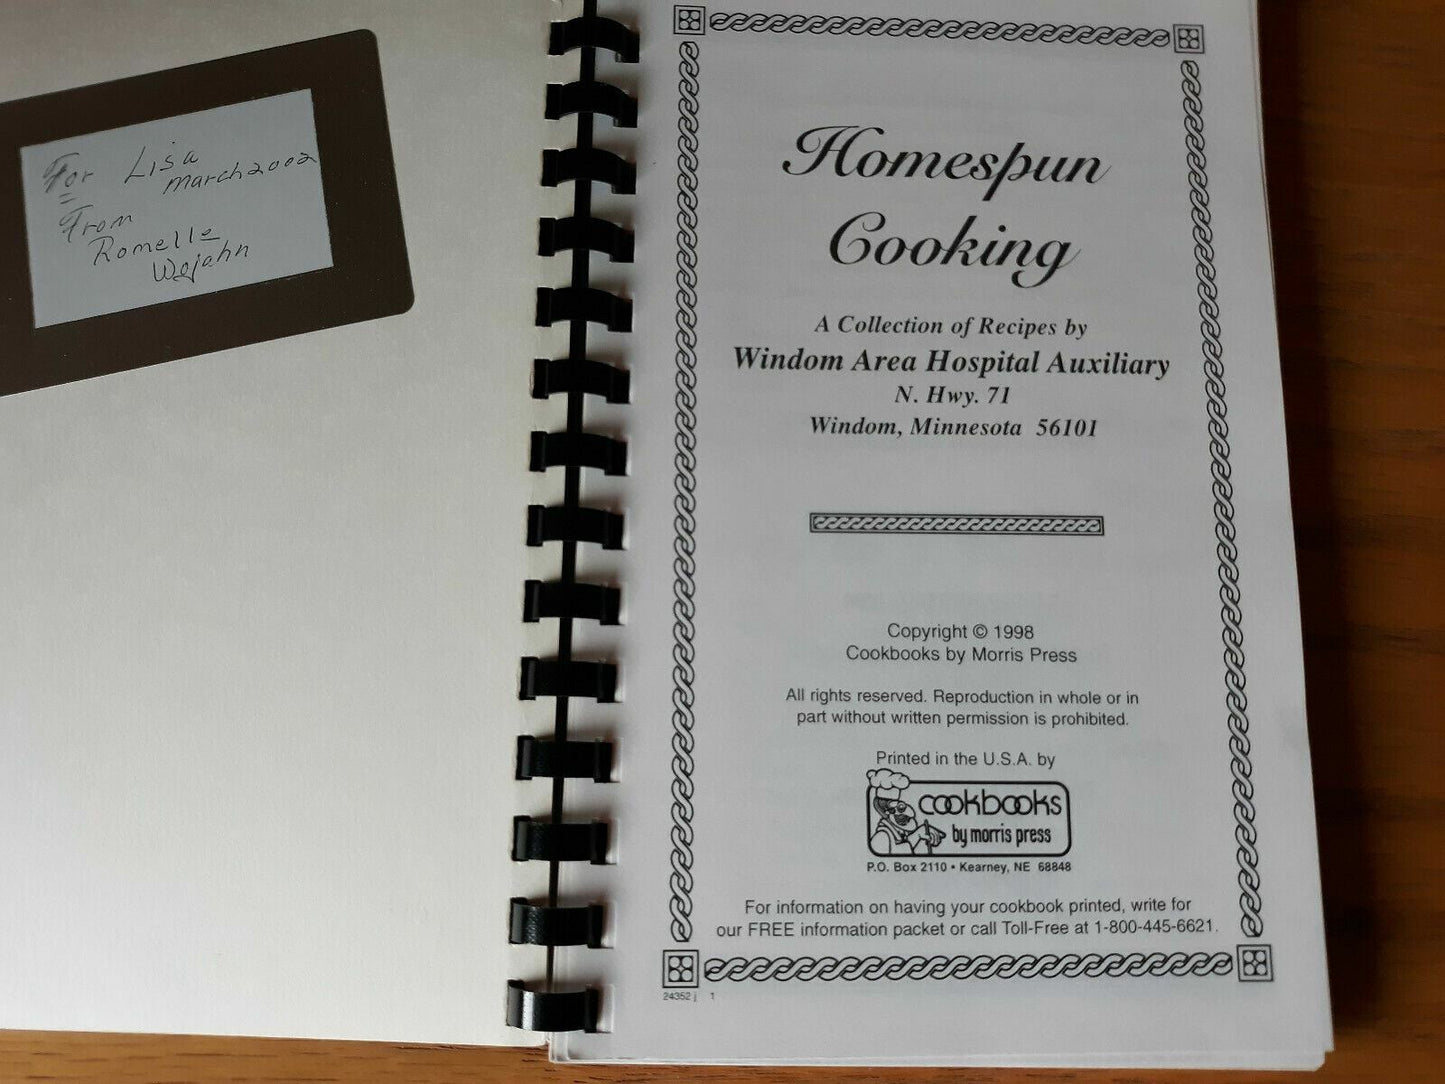 For Lisa
March 2002
From
Romelle
Wojahn
Homespun
Cooking
A Collection of Recipes by
Windom Area Hospital Auxiliary
N. Hwy. 71
Windom, Minnesota 56101
Copyright © 1998
Cookbooks by Morris Press
All rights reserved. Reproduction in whole or in
part without written permission is prohibited.
Printed in the U.S.A. by
cookbooks
by morris press
P.O. Box 2110 • Kearney, NE 68848
For information on having your cookbook printed, write for
our FREE information packet or call Toll-Free at 1-800-445-6621.
24352 j 1